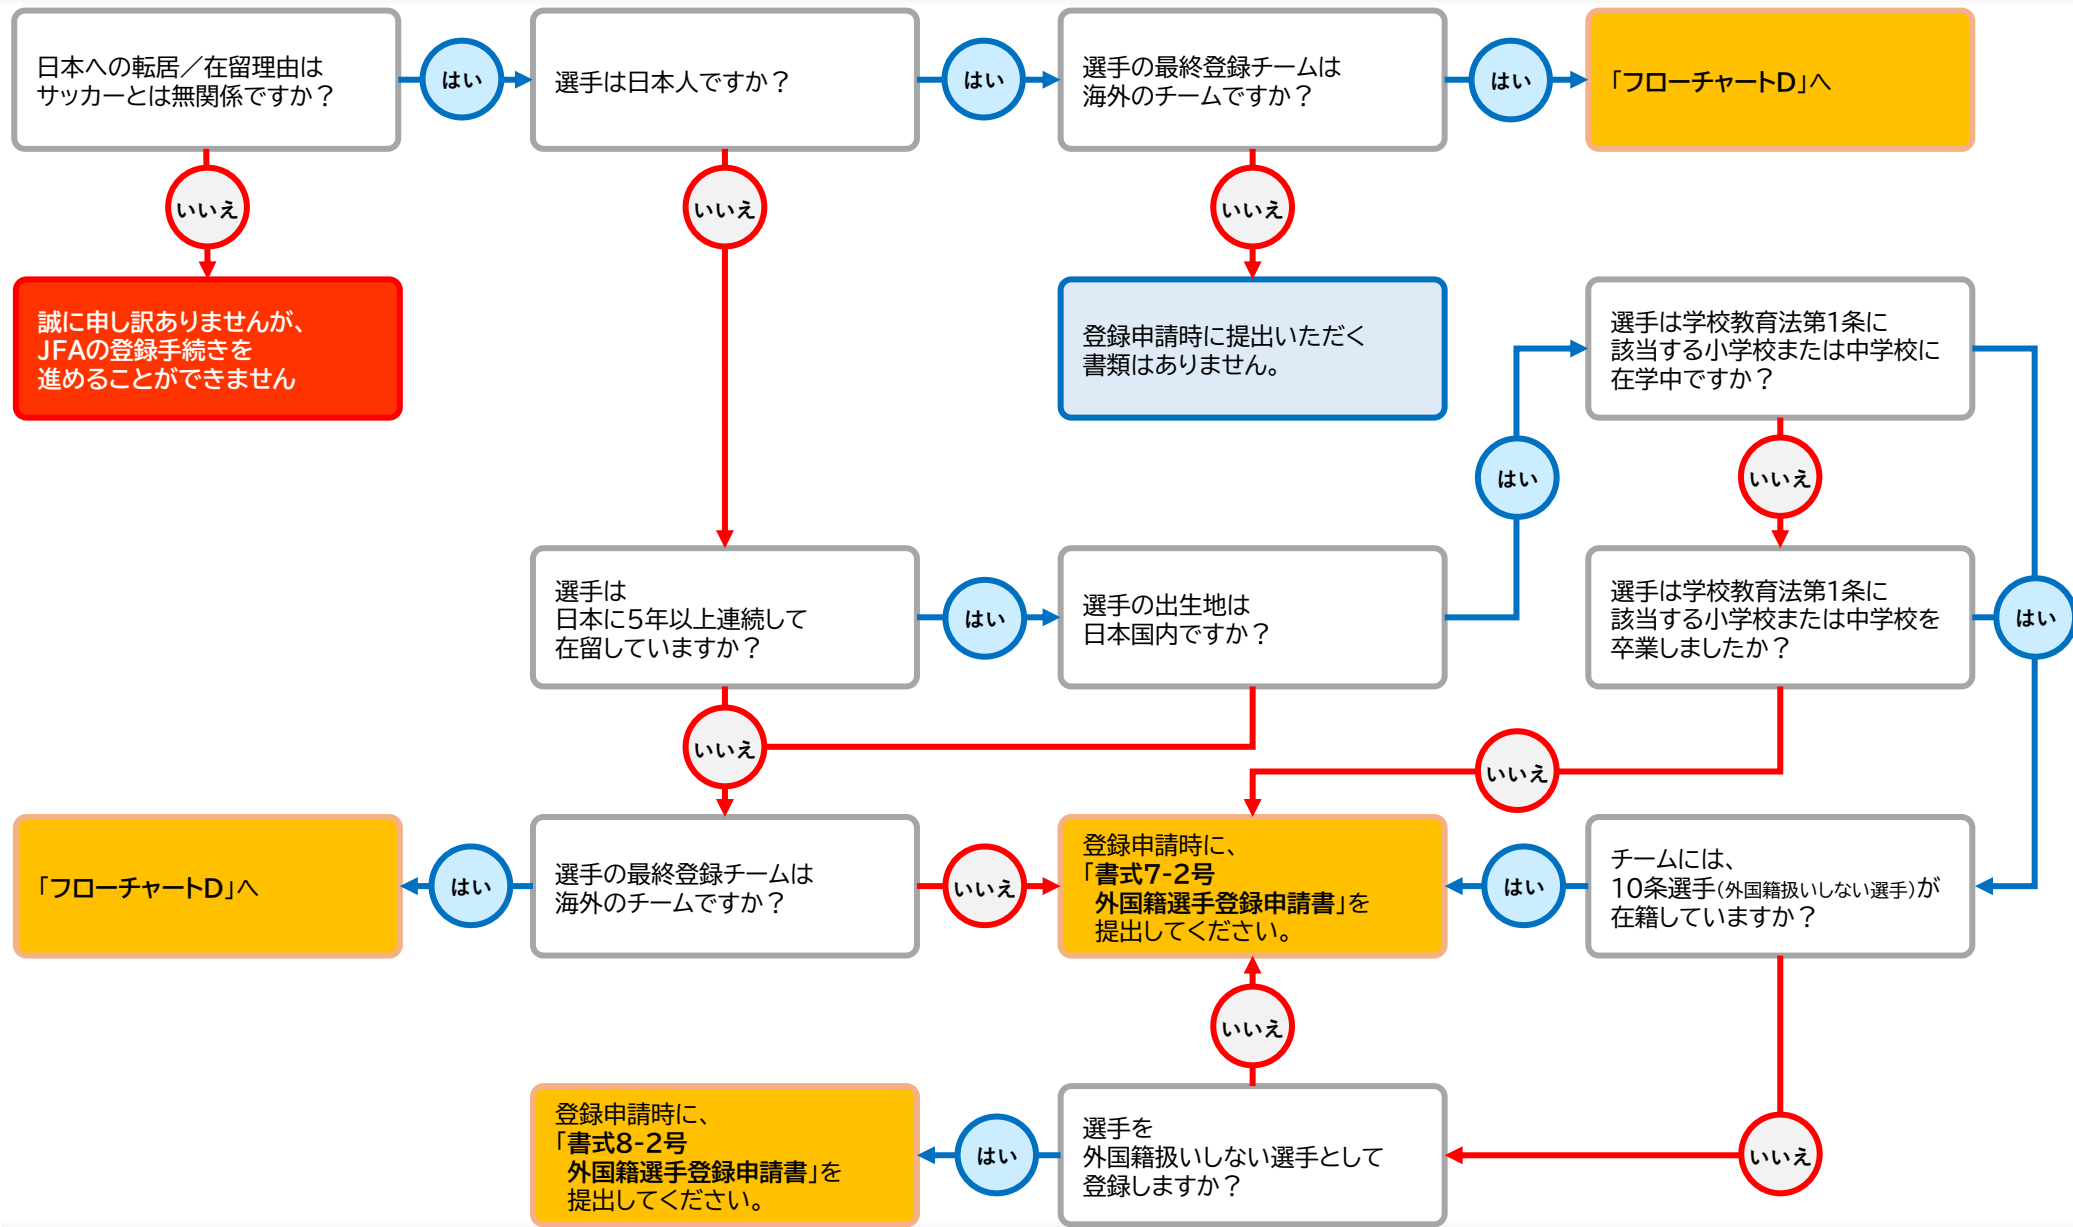 日本への転居／在留理由は
サッカーとは無関係ですか？
はい
選手は日本人ですか？
はい
選手の最終登録チームは
海外のチームですか？
はい
「フローチャートD」へ
いいえ
いいえ
いいえ
誠に申し訳ありませんが、
JFAの登録手続きを
進めることができません
登録申請時に提出いただく
書類はありません。
選手は学校教育法第1条に
該当する小学校または中学校に
在学中ですか？
はい
いいえ
選手は
日本に5年以上連続して
在留していますか？
はい
選手の出生地は
日本国内ですか？
選手は学校教育法第1条に
該当する小学校または中学校を
卒業しましたか？
はい
いいえ
いいえ
「フローチャートD」へ
はい
選手の最終登録チームは
海外のチームですか？
いいえ
登録申請時に、
「書式7-2号
外国籍選手登録申請書」を
提出してください。
はい
チームには、
10条選手（外国籍扱いしない選手）が
在籍していますか？
いいえ
登録申請時に、
「書式8-2号
外国籍選手登録申請書」を
提出してください。
はい
選手を
外国籍扱いしない選手として
登録しますか？
いいえ